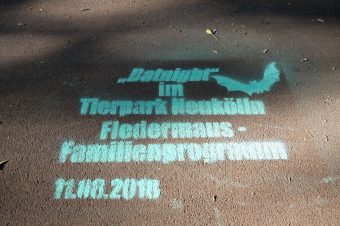 „Batnight"
im
Tierpark Neukölln
Fledermaus -
Familienprogramm
11.08.2018